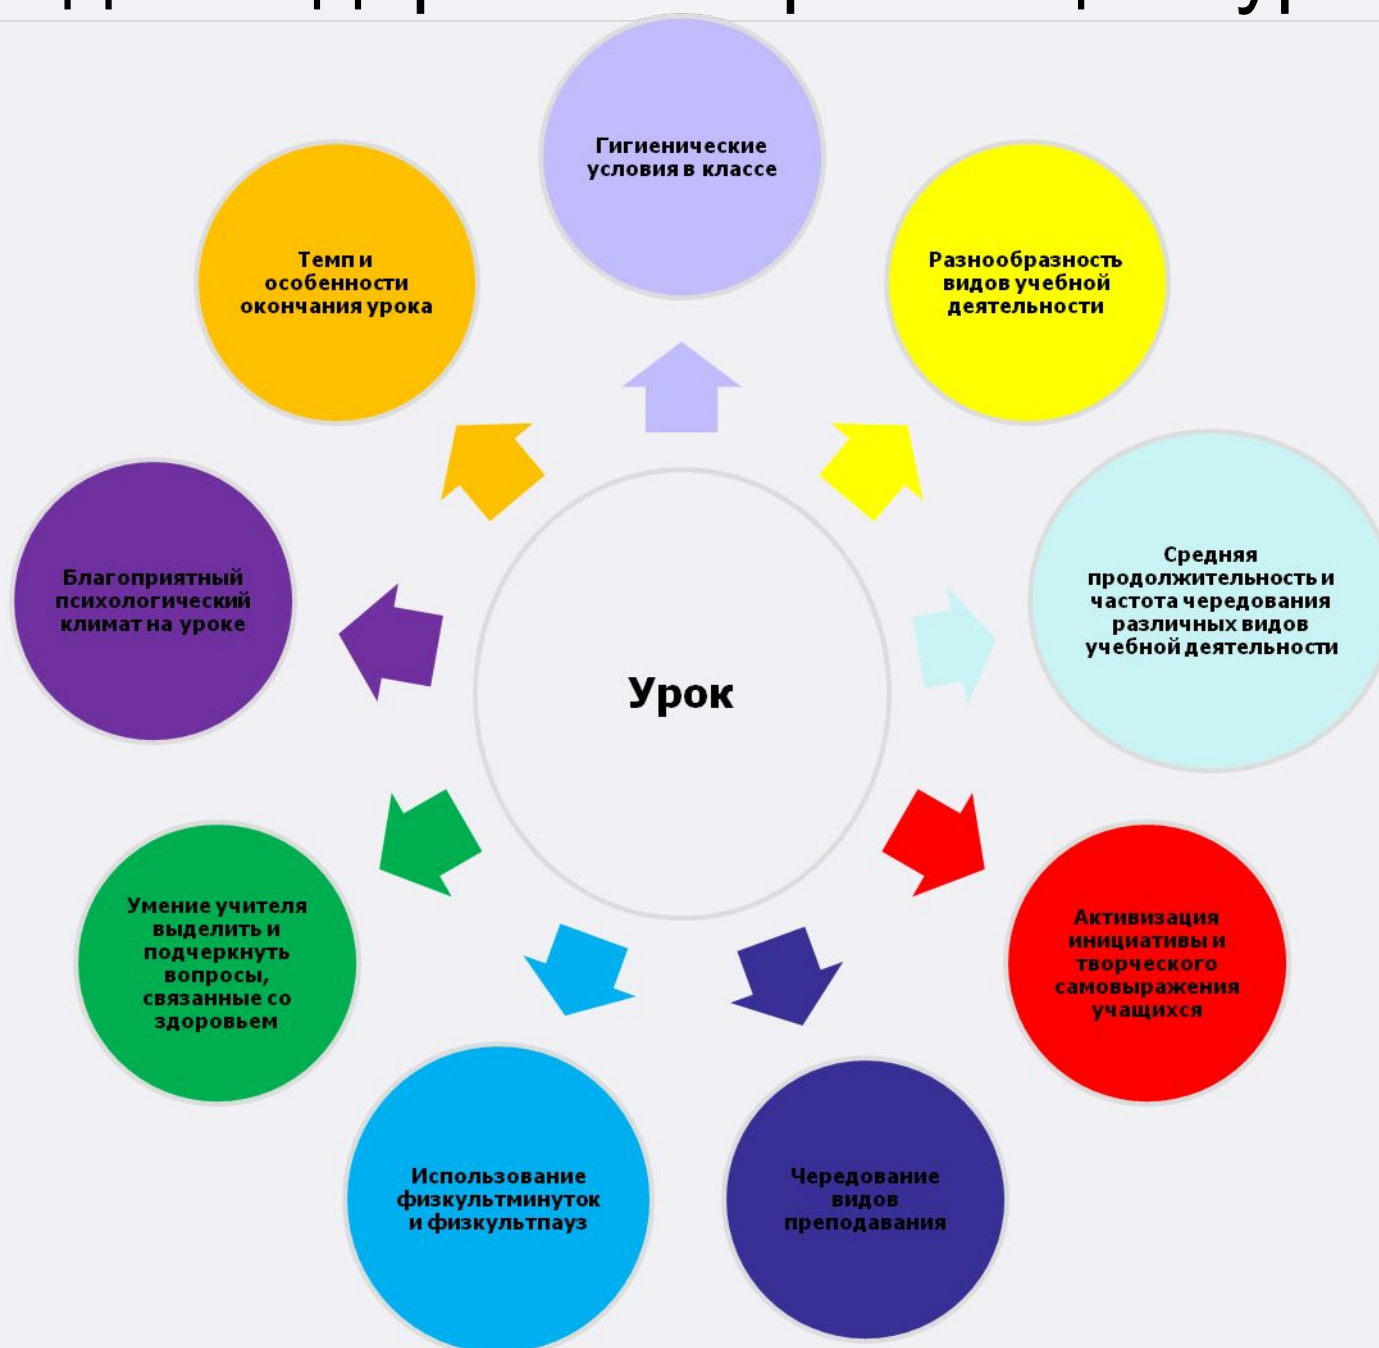 Гигиенические
условия в классе
Разнообразность
видов учебной
деятельности
Средняя
продолжительность и
частота чередования
различных видов
учебной деятельности
Активизация
инициативы и
творческого
самовыражения
учащихся
Чередование
видов
преподавания
Использование
физкультминуток
и физкультпауз
Умение учителя
выделить и
подчеркнуть
вопросы,
связанные со
здоровьем
Благоприятный
психологический
климат на уроке
Темп и
особенности
окончания урока
Урок